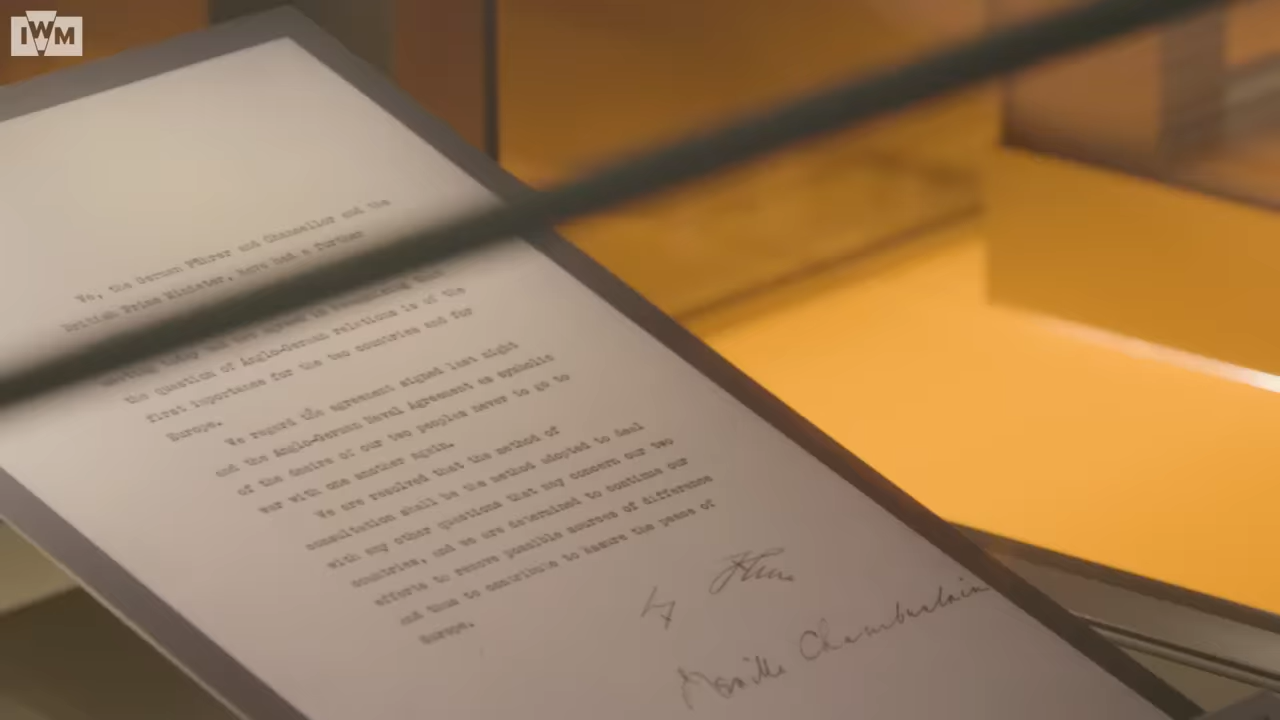 IWM
We, the German Führer and Chancellor and the
British Prime Minister, have had a further
the question of Anglo-German relations is of the
first importance for the two countries and for
Europe.
We regard the agreement signed last night
and the Anglo-German Naval Agreement as symbolic
of the desire of our two peoples never to go to
war with one another again.
We are resolved that the method of
consultation shall be the method adopted to deal
with any other questions that may concern our two
countries, and we are determined to continue our
efforts to remove possible sources of difference
and thus to contribute to assure the peace of
Europe.
Neville Chamberlain